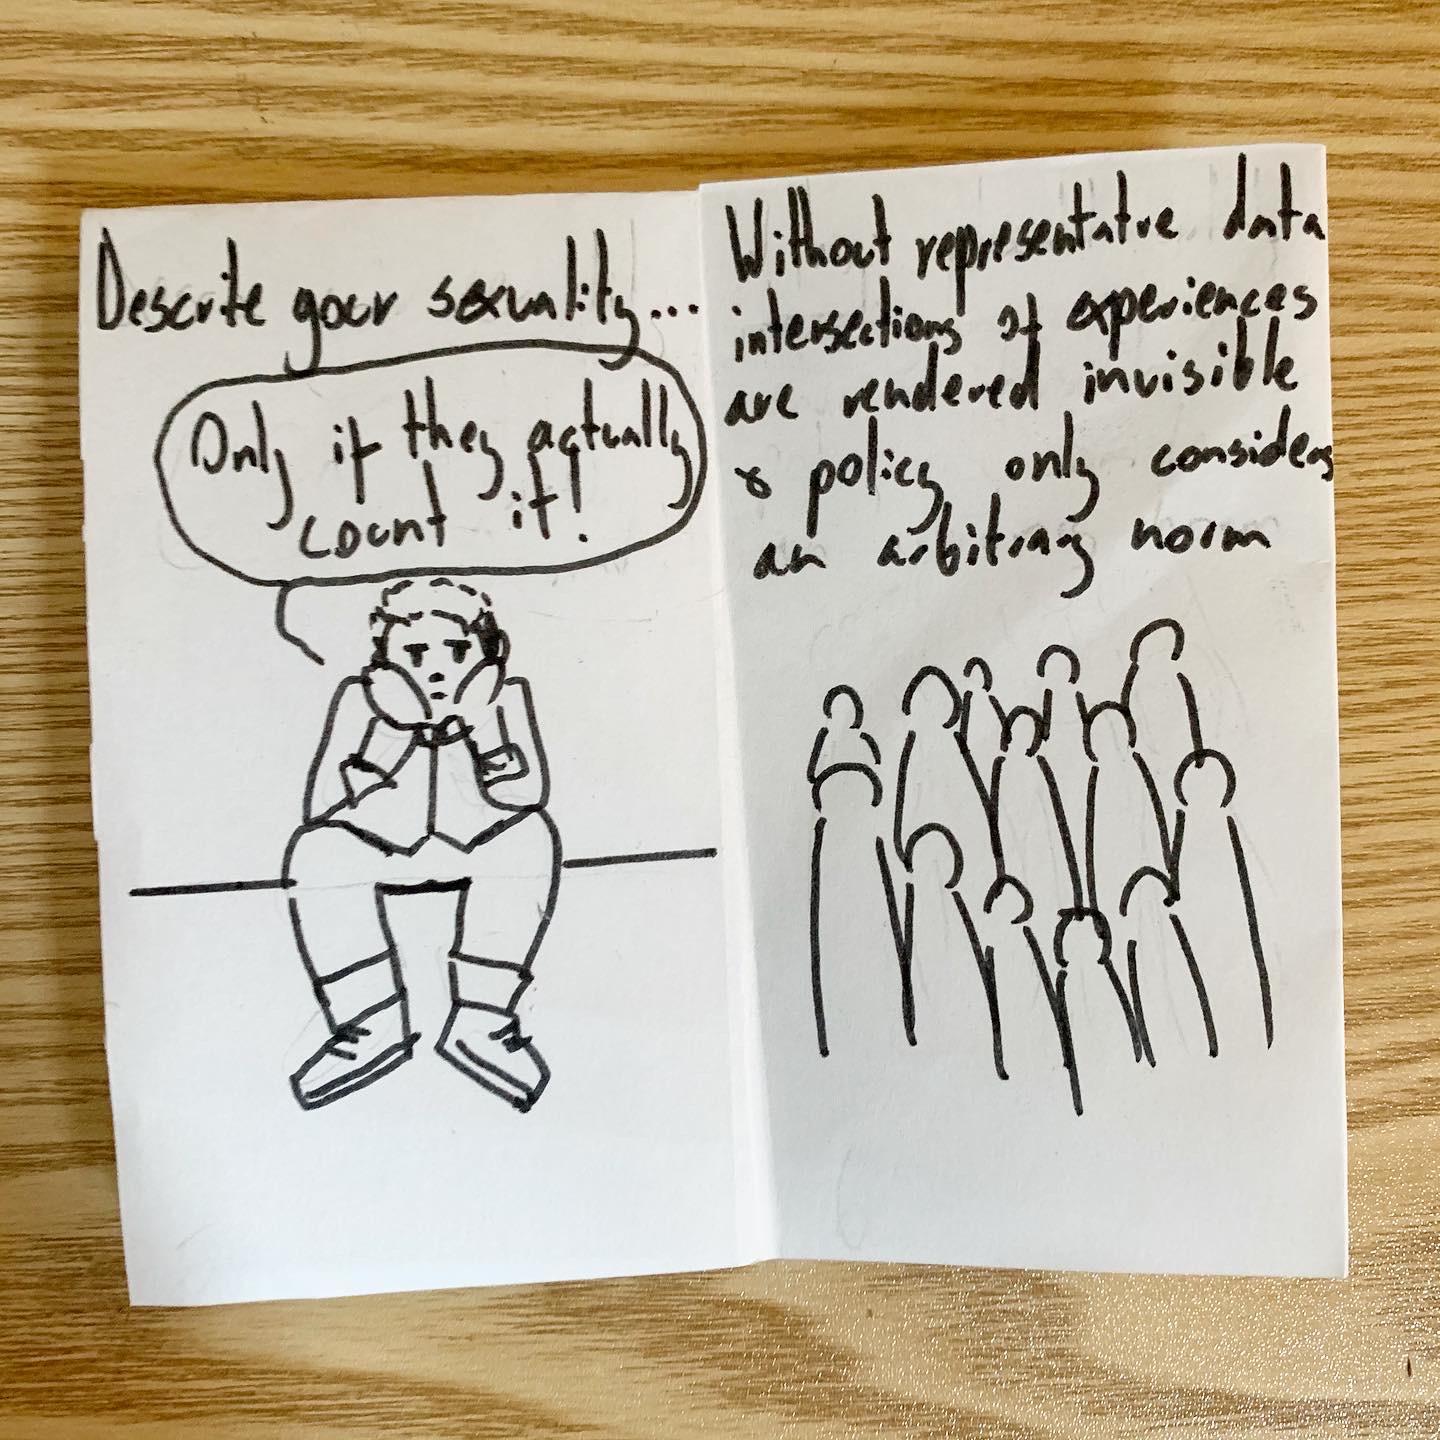 Describe your sexuality...
Only if they actually
count it!
Without representative data
intersections of experiences
are rendered invisible
& policy only considers
an arbitrary norm